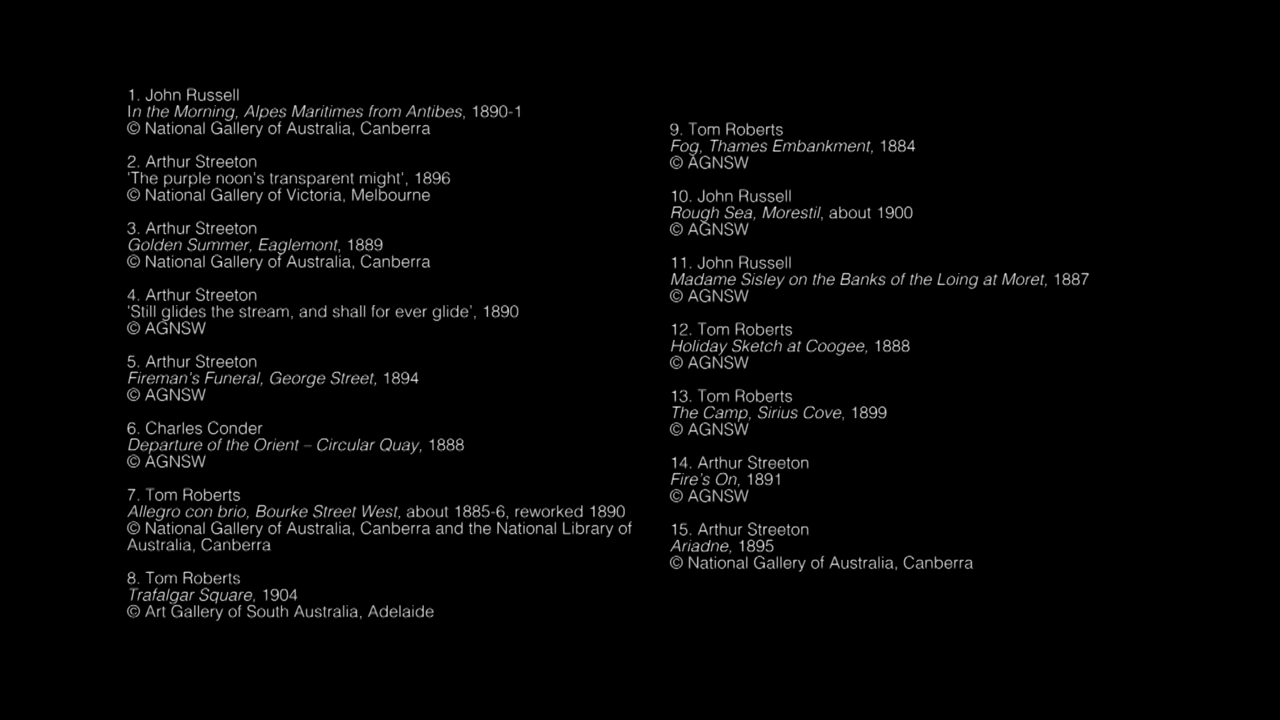 1. John Russell
In the Morning, Alpes Maritimes from Antibes, 1890-1
© National Gallery of Australia, Canberra
2. Arthur Streeton
'The purple noon's transparent might', 1896
© National Gallery of Victoria, Melbourne
3. Arthur Streeton
Golden Summer, Eaglemont, 1889
© National Gallery of Australia, Canberra
4. Arthur Streeton
'Still glides the stream, and shall for ever glide', 1890
© AGNSW
5. Arthur Streeton
Fireman's Funeral, George Street, 1894
© AGNSW
6. Charles Conder
Departure of the Orient – Circular Quay, 1888
© AGNSW
7. Tom Roberts
Allegro con brio, Bourke Street West, about 1885-6, reworked 1890
© National Gallery of Australia, Canberra and the National Library of
Australia, Canberra
8. Tom Roberts
Trafalgar Square, 1904
© Art Gallery of South Australia, Adelaide
9. Tom Roberts
Fog, Thames Embankment, 1884
© AGNSW
10. John Russell
Rough Sea, Morestil, about 1900
© AGNSW
11. John Russell
Madame Sisley on the Banks of the Loing at Moret, 1887
© AGNSW
12. Tom Roberts
Holiday Sketch at Coogee, 1888
© AGNSW
13. Tom Roberts
The Camp, Sirius Cove, 1899
© AGNSW
14. Arthur Streeton
Fire's On, 1891
© AGNSW
15. Arthur Streeton
Ariadne, 1895
© National Gallery of Australia, Canberra